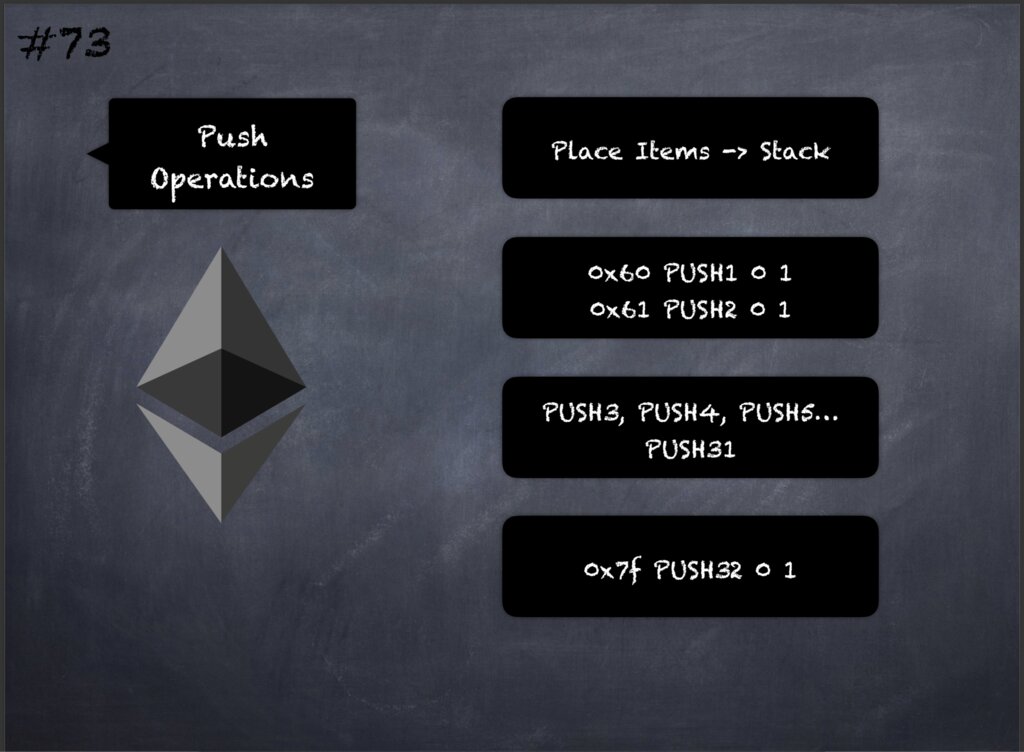 #73
Push
Operations
Place Items -> Stack
0x60 PUSH1 0 1
0x61 PUSH2 0 1
PUSH3, PUSH4, PUSH5...
PUSH31
0x7f PUSH32 0 1